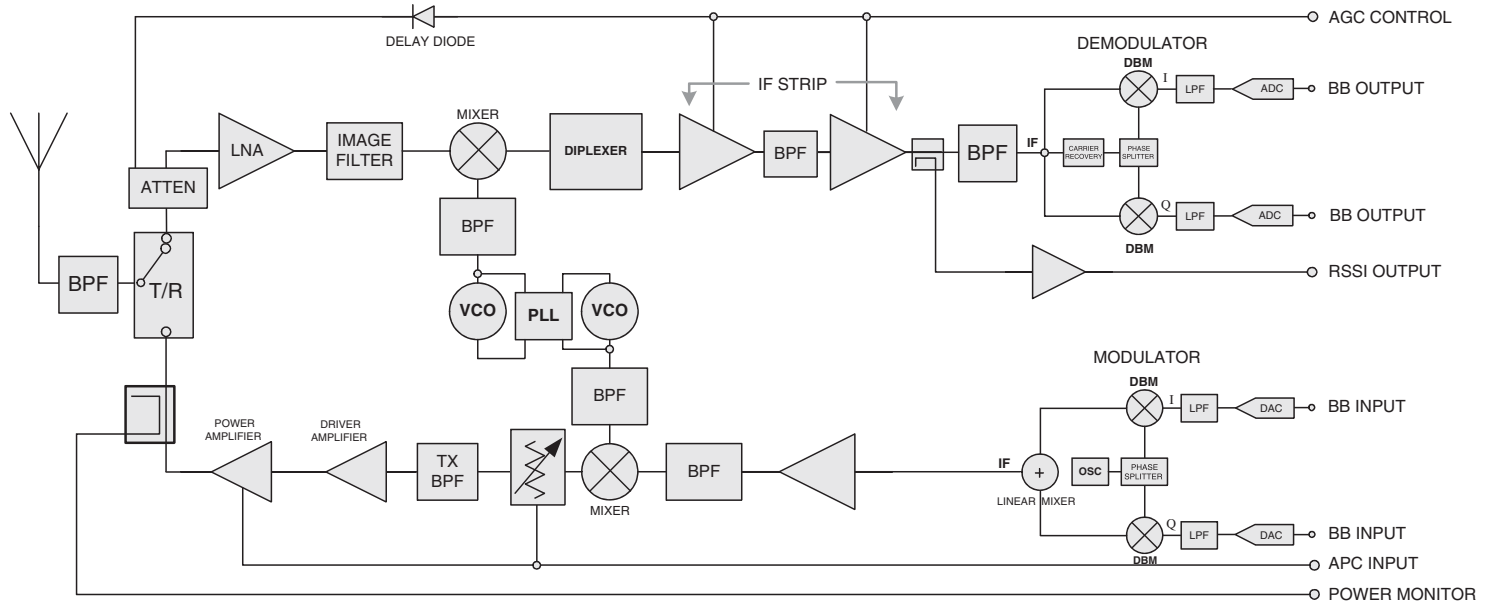 AGC CONTROL
DELAY DIODE
DEMODULATOR
DBM
I
LPF
ADC
BB OUTPUT
IF STRIP
MIXER
LNA
IMAGE
FILTER
DIPLEXER
BPF
BPF
IF
CARRIER
RECOVERY
PHASE
SPLITTER
ATTEN
BPF
Q
LPF
ADC
BB OUTPUT
DBM
BPF
T/R
RSSI OUTPUT
VCO
PLL
VCO
MODULATOR
BPF
DBM
I
LPF
DAC
BB INPUT
POWER
AMPLIFIER
DRIVER
AMPLIFIER
TX
BPF
MIXER
BPF
IF
+
LINEAR MIXER
OSC
PHASE
SPLITTER
Q
LPF
DAC
BB INPUT
DBM
APC INPUT
POWER MONITOR